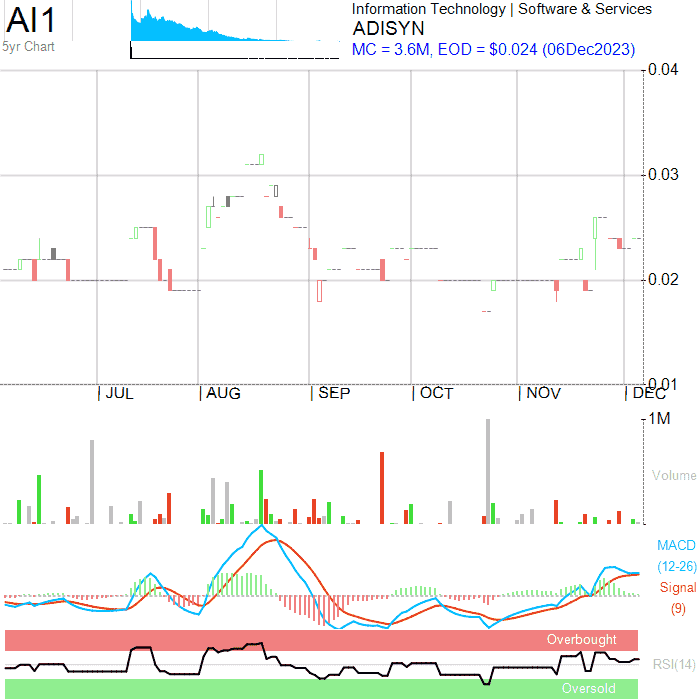 AI1
5yr Chart
Information Technology | Software & Services
ADISYN
MC = 3.6M, EOD = $0.024 (06Dec2023)
0.04
0.03
0.02
0.01
| JUL | AUG | SEP | OCT | NOV | DEC
1M
Volume
MACD
(12-26)
Signal
(9)
Overbought
RSI(14)
Oversold